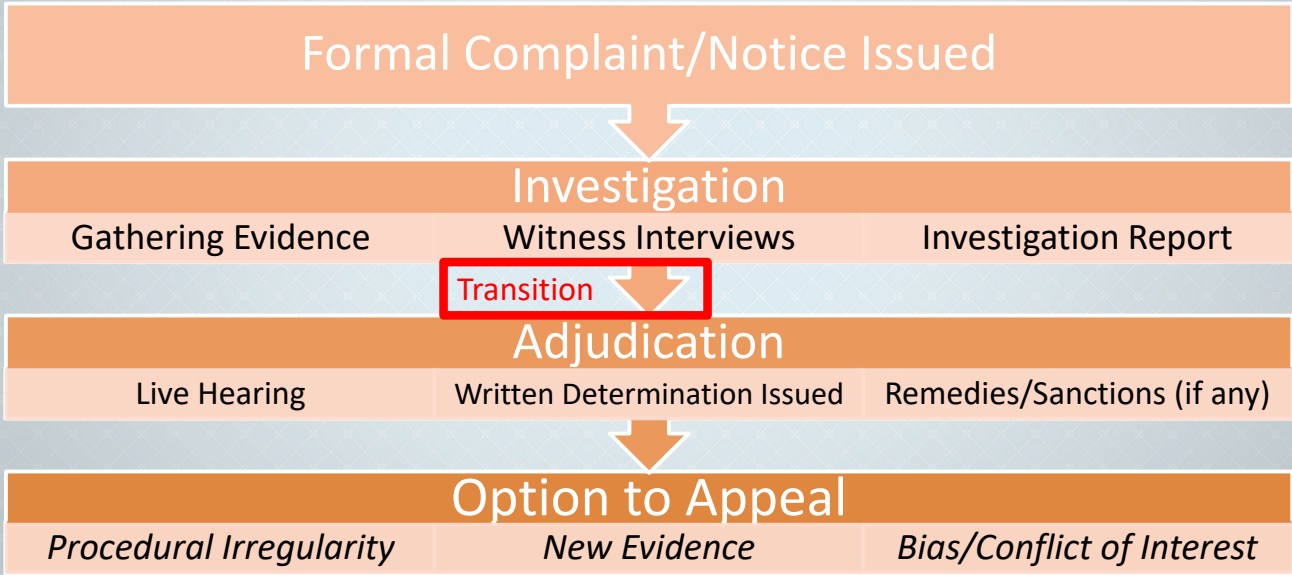 Formal Complaint/Notice Issued
Investigation
Gathering Evidence
Witness Interviews
Investigation Report
Transition
Adjudication
Live Hearing
Written Determination Issued
Remedies/Sanctions (if any)
Option to Appeal
Procedural Irregularity
New Evidence
Bias/Conflict of Interest